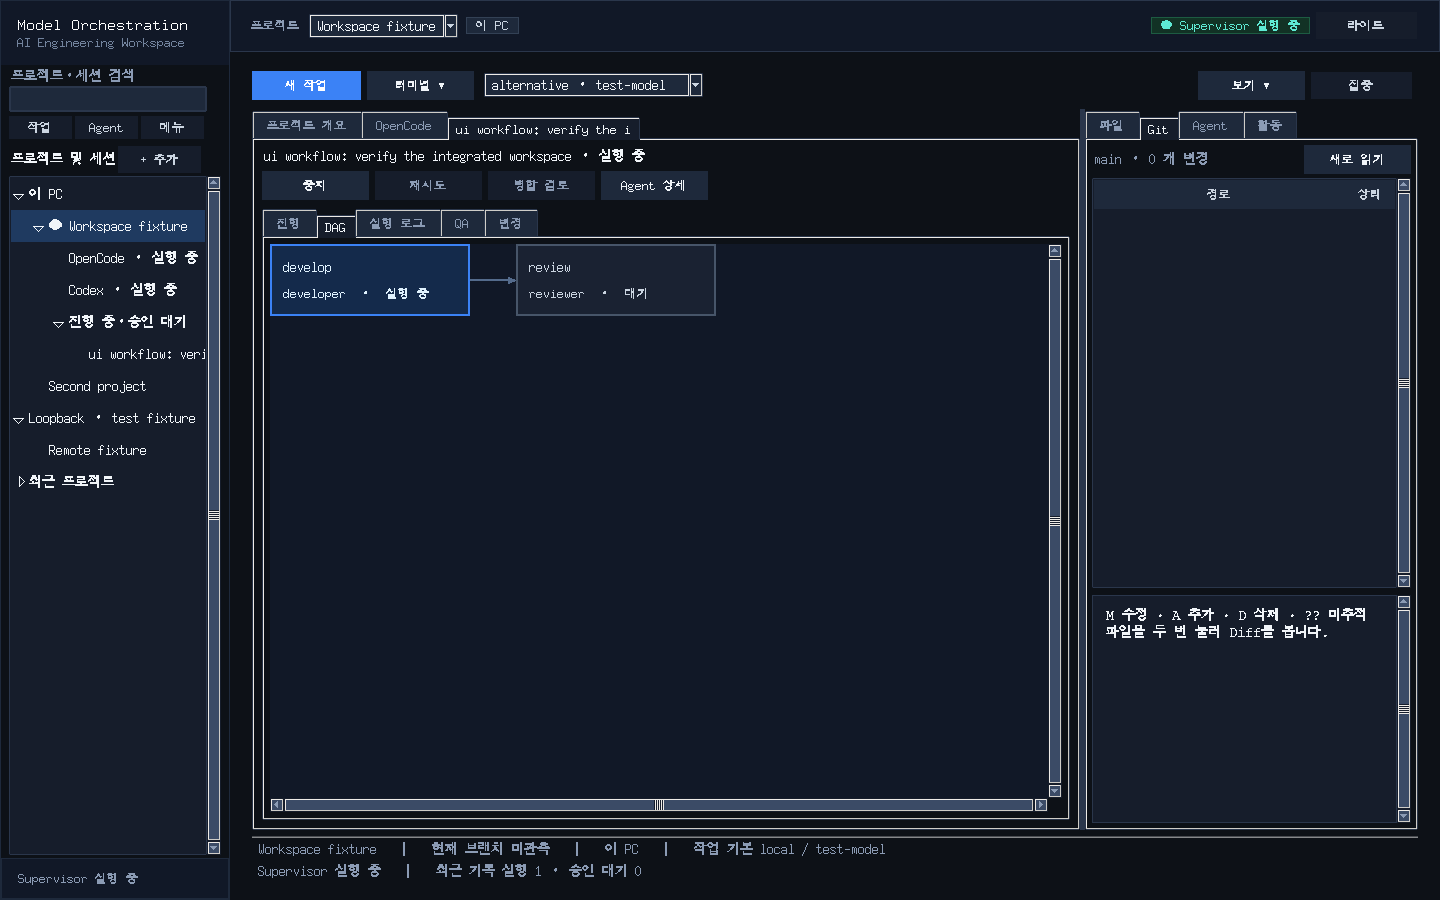 Model Orchestration
AI Engineering Workspace
프로젝트 · 세션 검색
작업 Agent 메뉴
프로젝트 및 세션 + 추가
이 PC
Workspace fixture
OpenCode • 실행 중
Codex • 실행 중
진행 중 · 승인 대기
ui workflow: veri
Second project
Loopback • test fixture
Remote fixture
최근 프로젝트
Supervisor 실행 중
프로젝트 Workspace fixture 이 PC
Supervisor 실행 중 라이트
새 작업 터미널 ▾ alternative • test-model
보기 ▾ 집중
프로젝트 개요 OpenCode ui workflow: verify the i
ui workflow: verify the integrated workspace • 실행 중
중지 재시도 병합 검토 Agent 상세
진행 DAG 실행 로그 QA 변경
develop
developer • 실행 중
review
reviewer • 대기
파일 Git Agent 활동
main • 0 개 변경 새로 읽기
경로 상태
M 수정 · A 추가 · D 삭제 · ?? 미추적
파일을 두 번 눌러 Diff를 봅니다.
Workspace fixture | 현재 브랜치 미관측 | 이 PC | 작업 기본 local / test-model
Supervisor 실행 중 | 최근 기록 실행 1 • 승인 대기 0